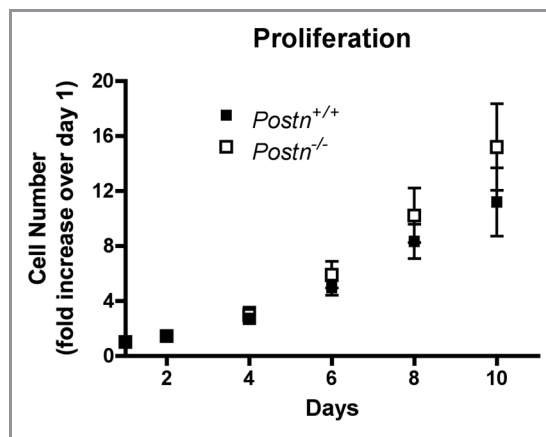 Proliferation
20
16
12
8
4
0
Cell Number
(fold increase over day 1)
Postn+/+
Postn-/-
2 4 6 8 10
Days